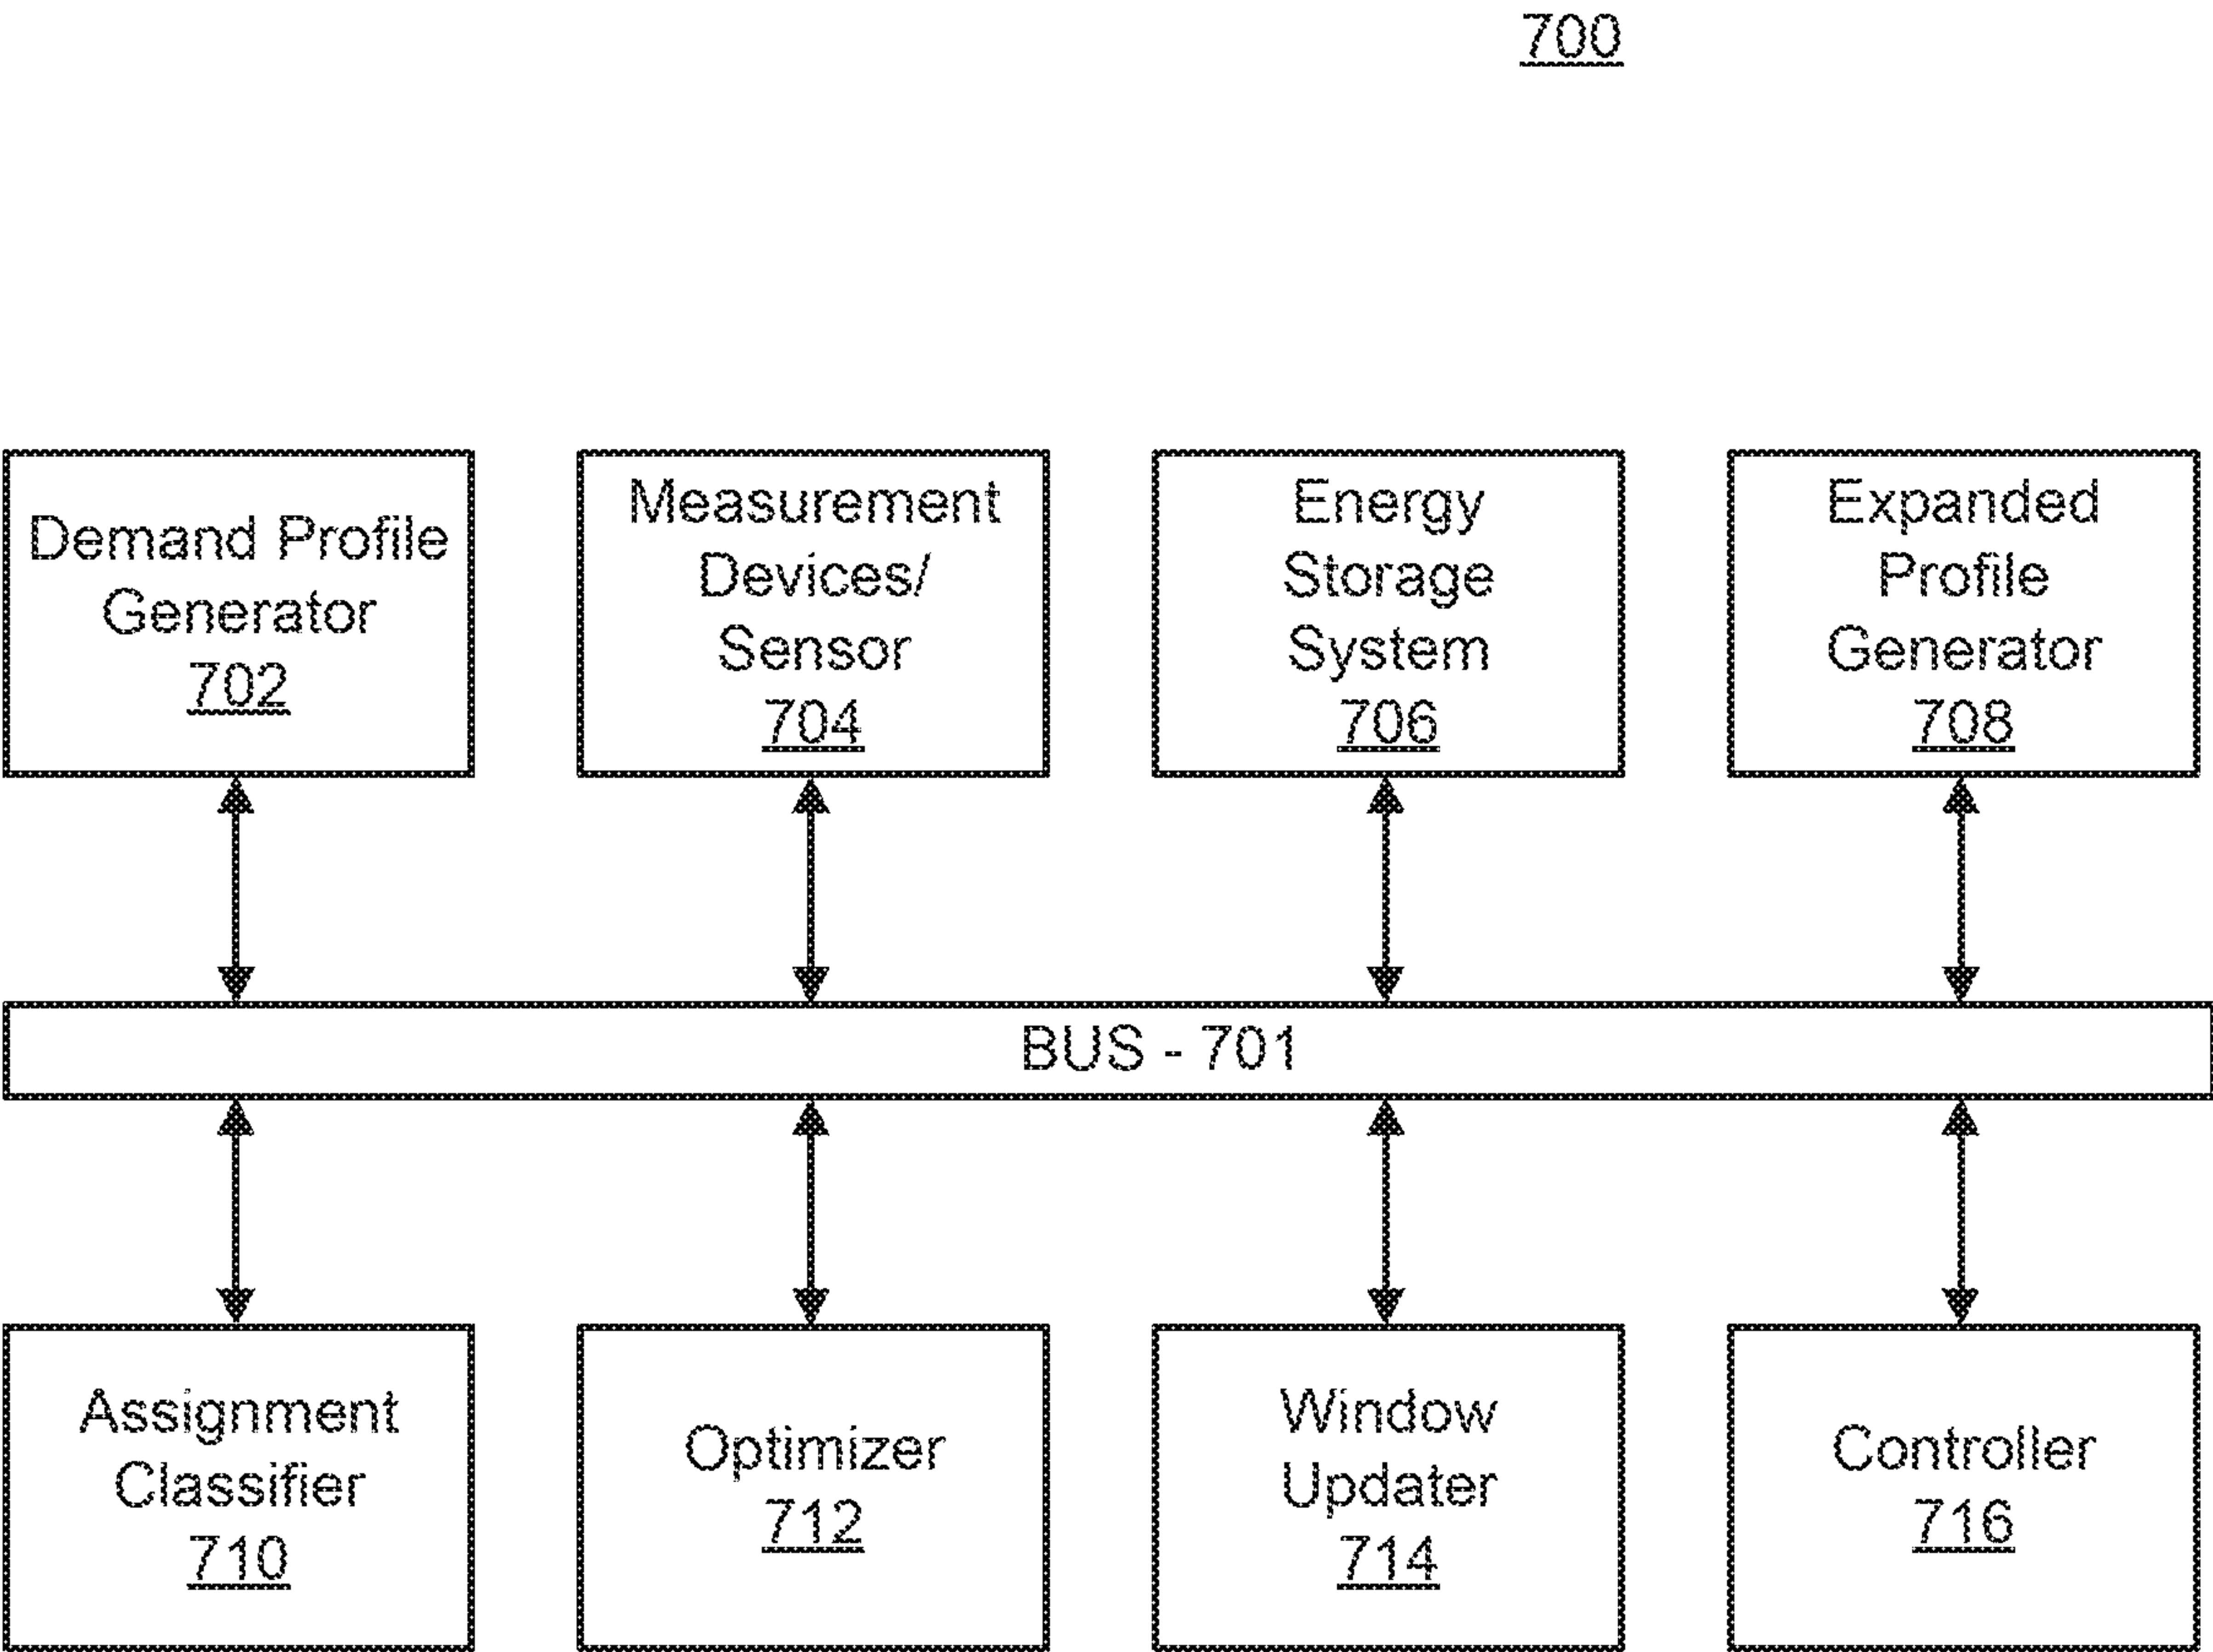 700
Demand Profile
Generator
702
Measurement
Devices/
Sensor
704
Energy
Storage
System
706
Expanded
Profile
Generator
708
BUS - 701
Assignment
Classifier
710
Optimizer
712
Window
Updater
714
Controller
716